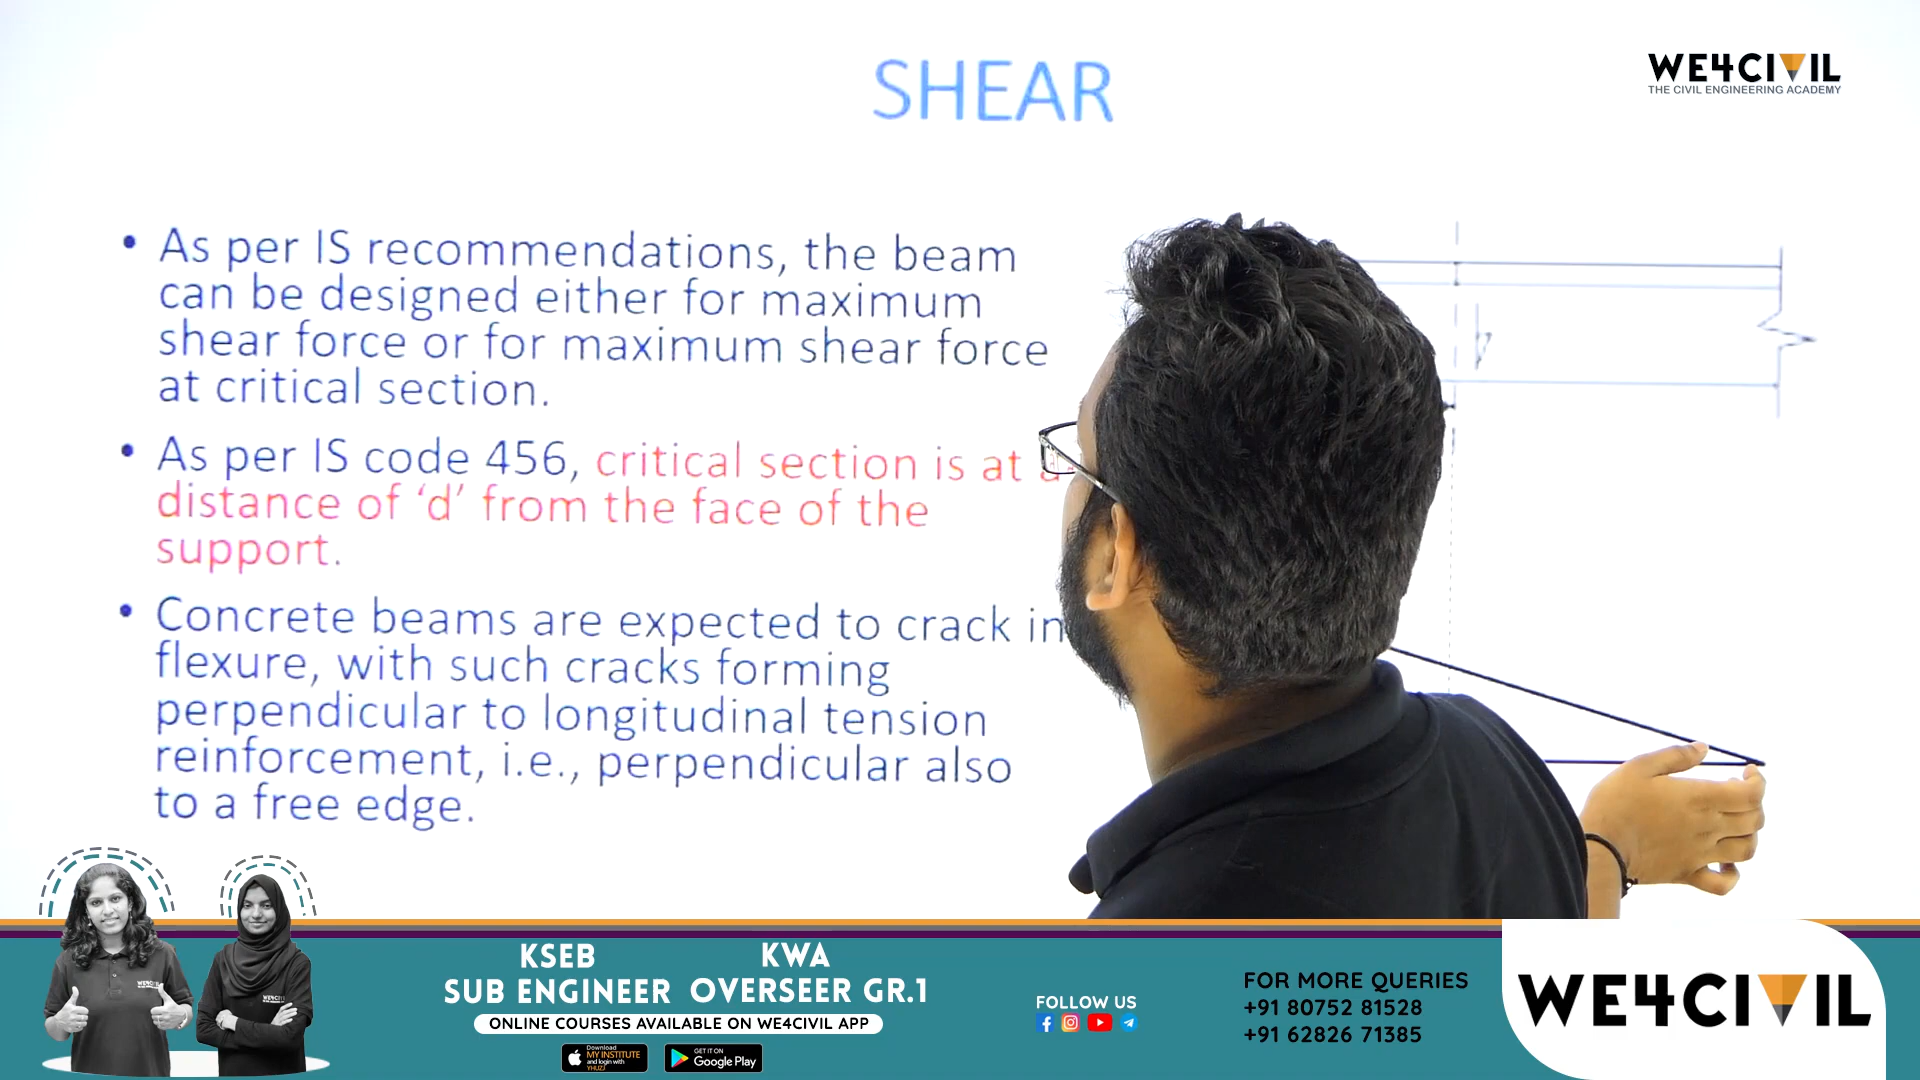 SHEAR
WE4CIVIL
THE CIVIL ENGINEERING ACADEMY
• As per IS recommendations, the beam
can be designed either for maximum
shear force or for maximum shear force
at critical section.
• As per IS code 456, critical section is at a
distance of ‘d’ from the face of the
support.
• Concrete beams are expected to crack in
flexure, with such cracks forming
perpendicular to longitudinal tension
reinforcement, i.e., perpendicular also
to a free edge.
KSEB
SUB ENGINEER
KWA
OVERSEER GR.1
ONLINE COURSES AVAILABLE ON WE4CIVIL APP
Download
MY INSTITUTE
and login with
YHUZJ
GET IT ON
Google Play
FOLLOW US
FOR MORE QUERIES
+91 80752 81528
+91 62826 71385
WE4CIVIL